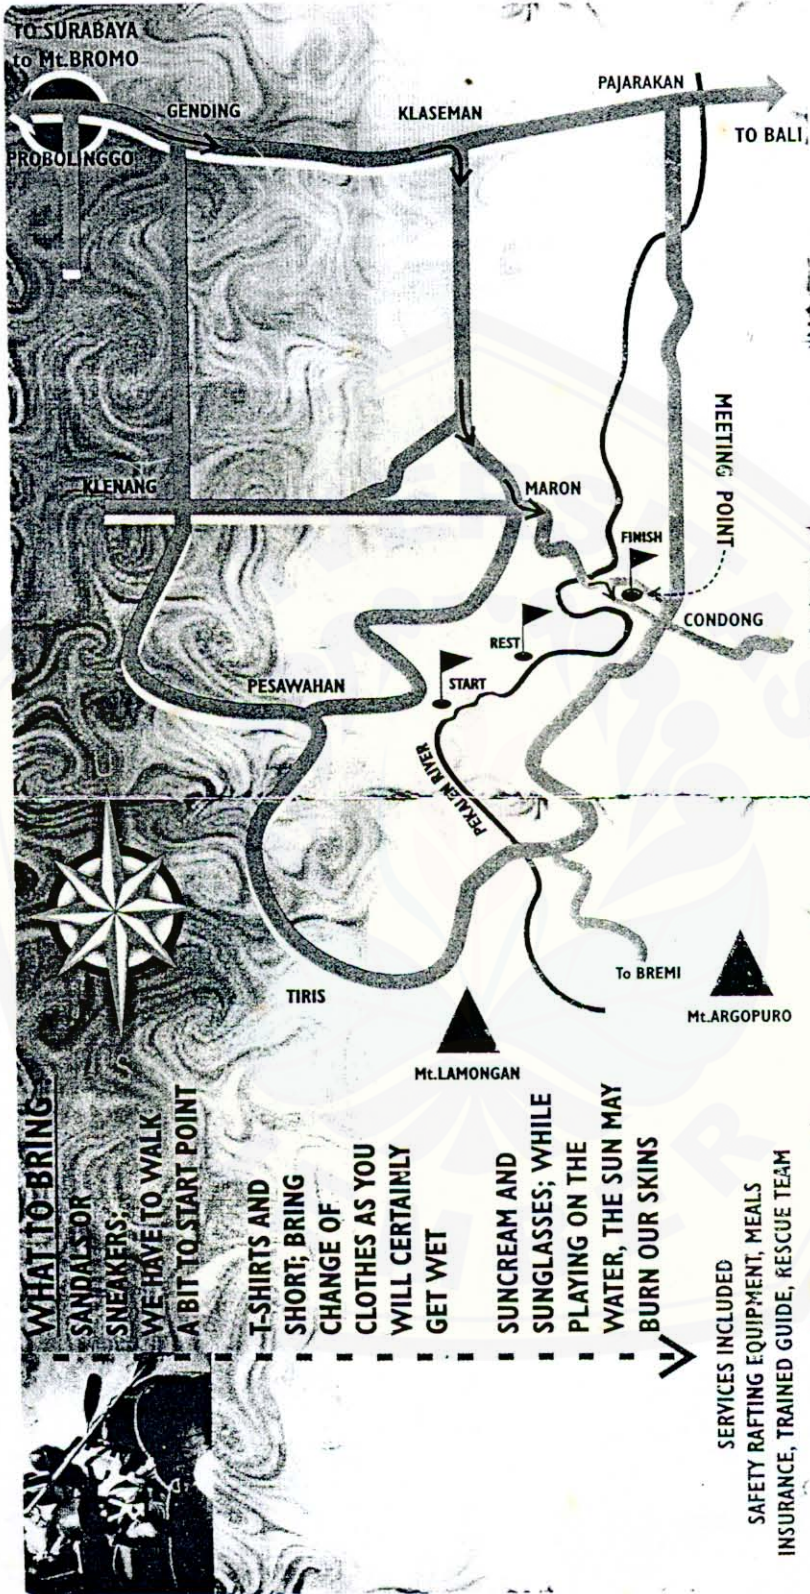 TO SURABAYA
to Mt.BROMO
PROBOLINGGO
GENDING
KLASEMAN
PAJARAKAN
TO BALI
MEETING POINT
KLENANG
MARON
FINISH
CONDONG
REST
START
PESAWAHAN
PEKALEN RIVER
TIRIS
To BREMI
Mt.LAMONGAN
Mt.ARGOPURO
WHAT TO BRING
SANDALS OR
SNEAKERS;
WE HAVE TO WALK
A BIT TO START POINT
T-SHIRTS AND
SHORT; BRING
CHANGE OF
CLOTHES AS YOU
WILL CERTAINLY
GET WET
SUNCREAM AND
SUNGLASSES; WHILE
PLAYING ON THE
WATER, THE SUN MAY
BURN OUR SKINS
SERVICES INCLUDED
SAFETY RAFTING EQUIPMENT, MEALS
INSURANCE, TRAINED GUIDE, RESCUE TEAM